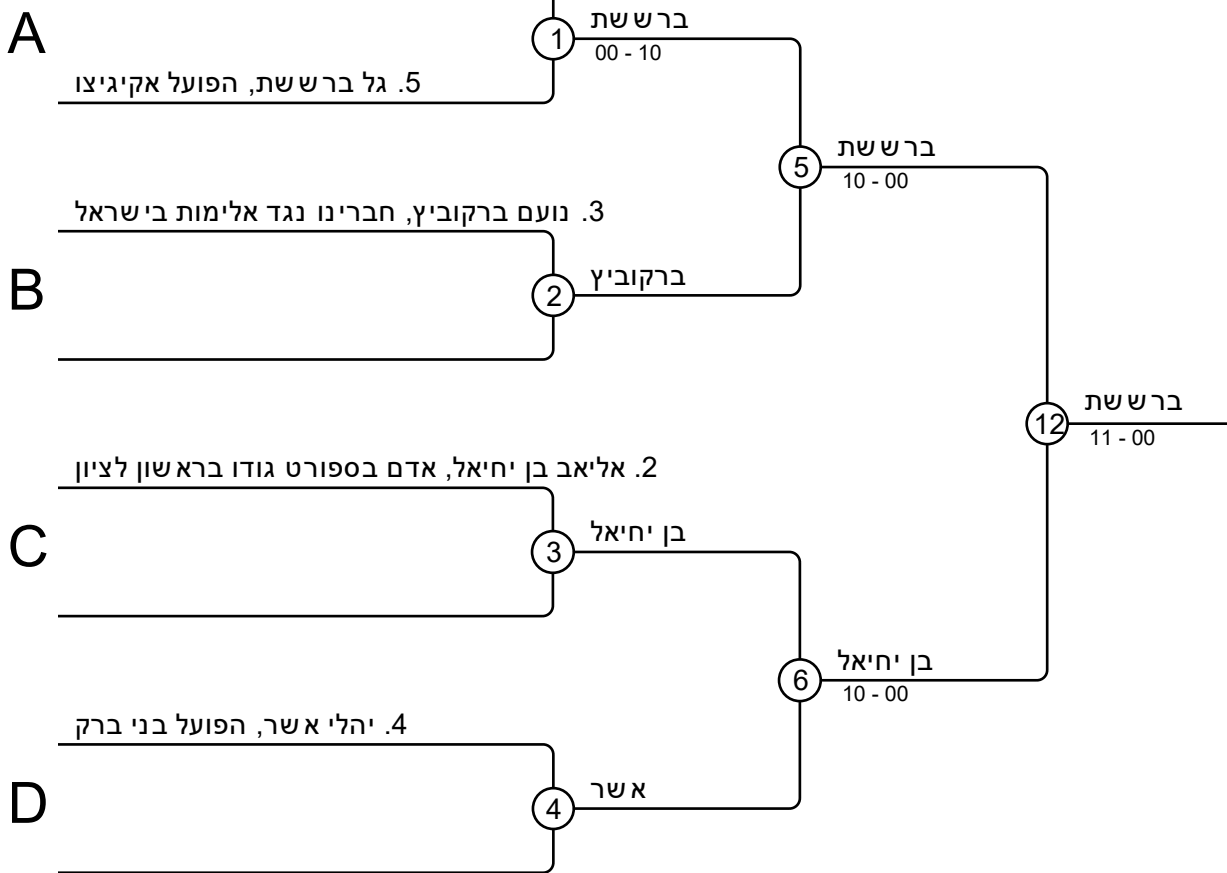 A
1
ברששת
00 - 10
5. גל ברששת, הפועל אקיגיצו
5
ברששת
10 - 00
3. נועם ברקוביץ, חברינו נגד אלימות בישראל
B
2
ברקוביץ
12
ברששת
11 - 00
2. אליאב בן יחיאל, אדם בספורט גודו בראשון לציון
C
3
בן יחיאל
6
בן יחיאל
10 - 00
4. יהלי אשר, הפועל בני ברק
D
4
אשר